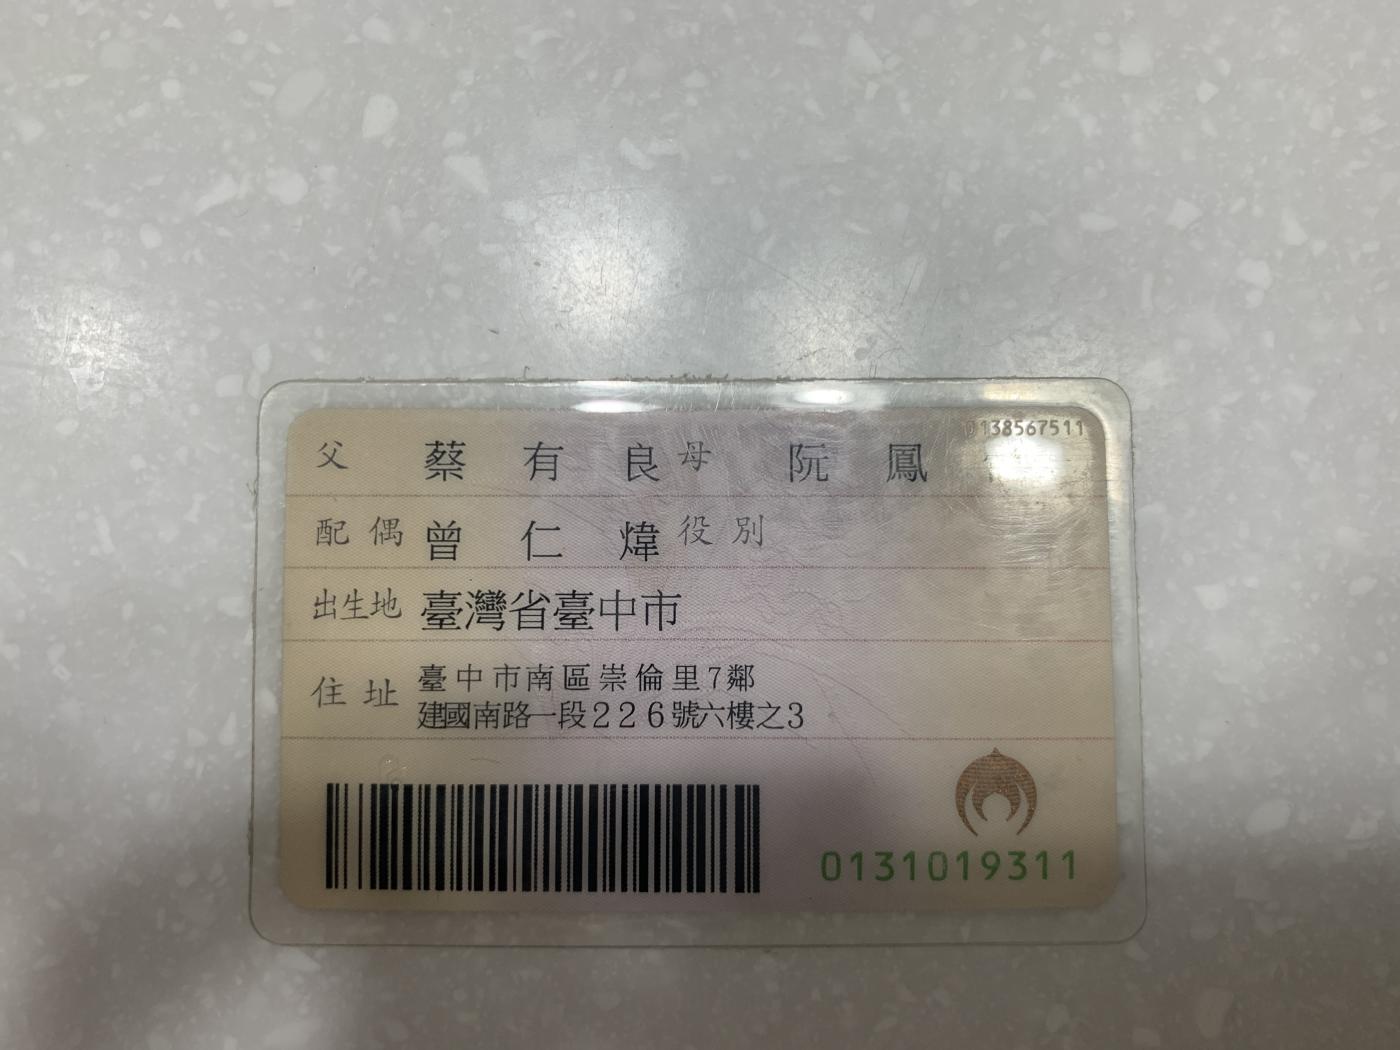 0138567511
父 蔡有良 母 阮鳳
配偶 曾仁煒 役別
出生地 臺灣省臺中市
住址 臺中市南區崇倫里7鄰
建國南路一段226號六樓之3
0131019311